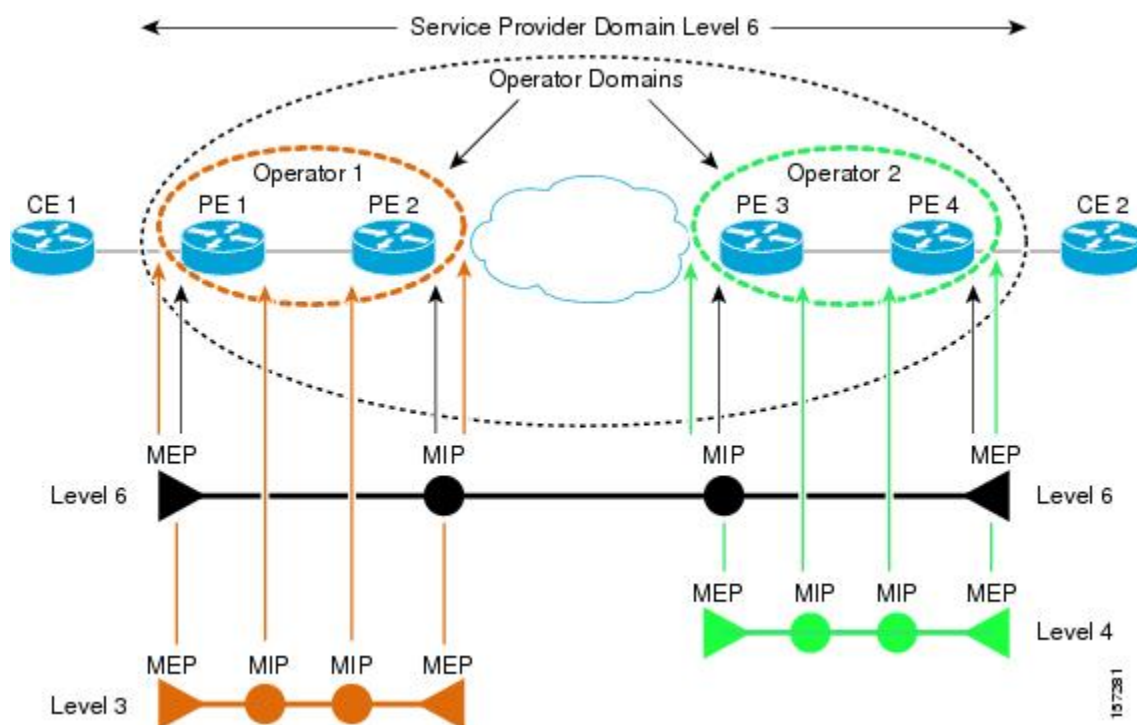 Service Provider Domain Level 6
Operator Domains
Operator 1
Operator 2
CE 1
PE 1
PE 2
PE 3
PE 4
CE 2
MEP
MIP
MIP
MEP
Level 6
Level 6
MEP
MIP
MIP
MEP
Level 4
MEP
MIP
MIP
MEP
Level 3
157281